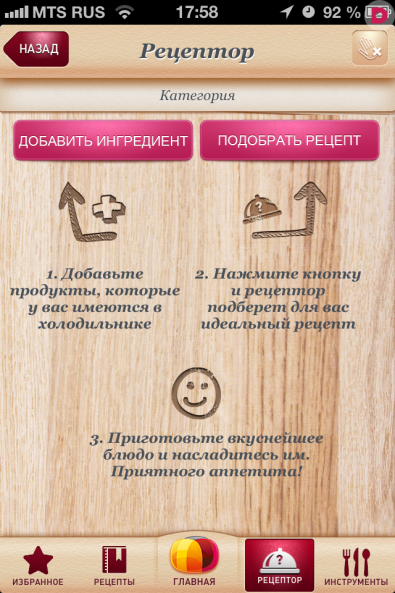 MTS RUS 17:58 92 %
НАЗАД Рецептор
Категория
ДОБАВИТЬ ИНГРЕДИЕНТ ПОДОБРАТЬ РЕЦЕПТ
?
1. Добавьте
продукты, которые
у вас имеются в
холодильнике
2. Нажмите кнопку
и рецептор
подберет для вас
идеальный рецепт
3. Приготовьте вкуснейшее
блюдо и насладитесь им.
Приятного аппетита!
?
ИЗБРАННОЕ РЕЦЕПТЫ ГЛАВНАЯ РЕЦЕПТОР ИНСТРУМЕНТЫ